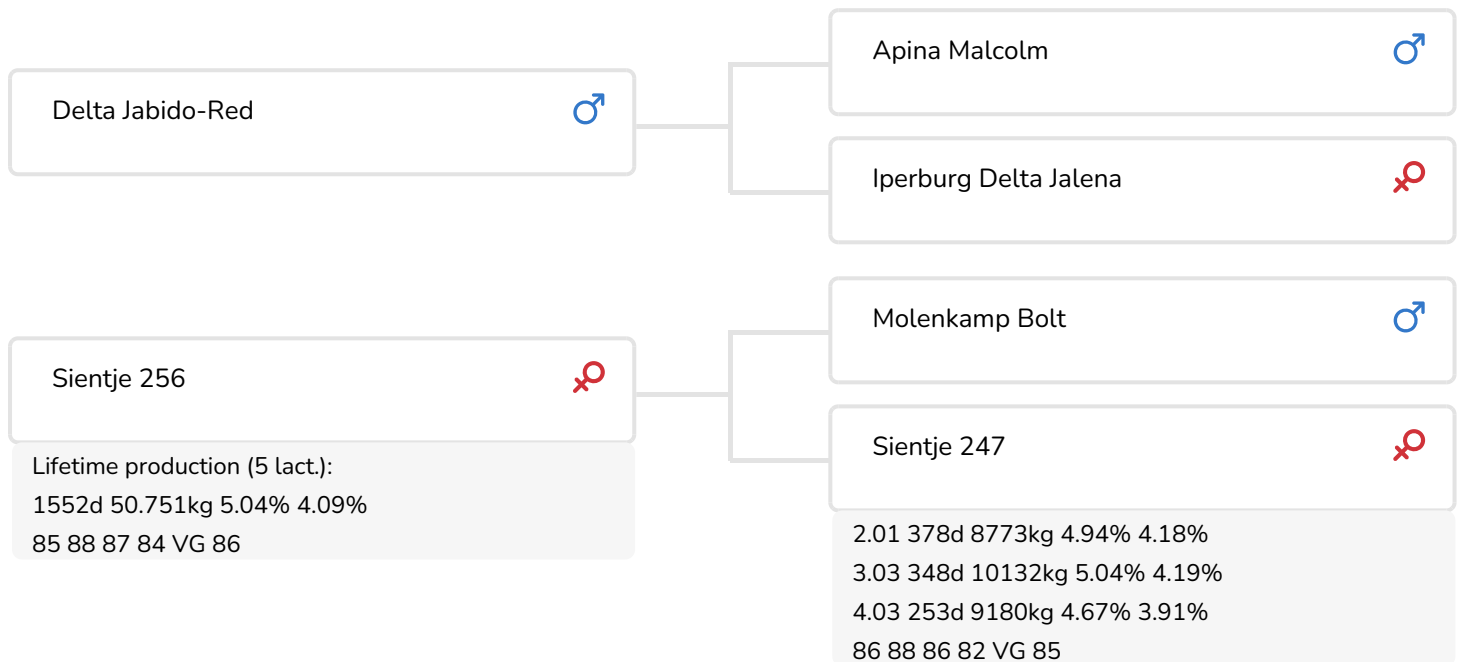 Delta Jabido-Red
Apina Malcolm
Iperburg Delta Jalena
Sientje 256
Lifetime production (5 lact.):
1552d 50.751kg 5.04% 4.09%
85 88 87 84 VG 86
Molenkamp Bolt
Sientje 247
2.01 378d 8773kg 4.94% 4.18%
3.03 348d 10132kg 5.04% 4.19%
4.03 253d 9180kg 4.67% 3.91%
86 88 86 82 VG 85